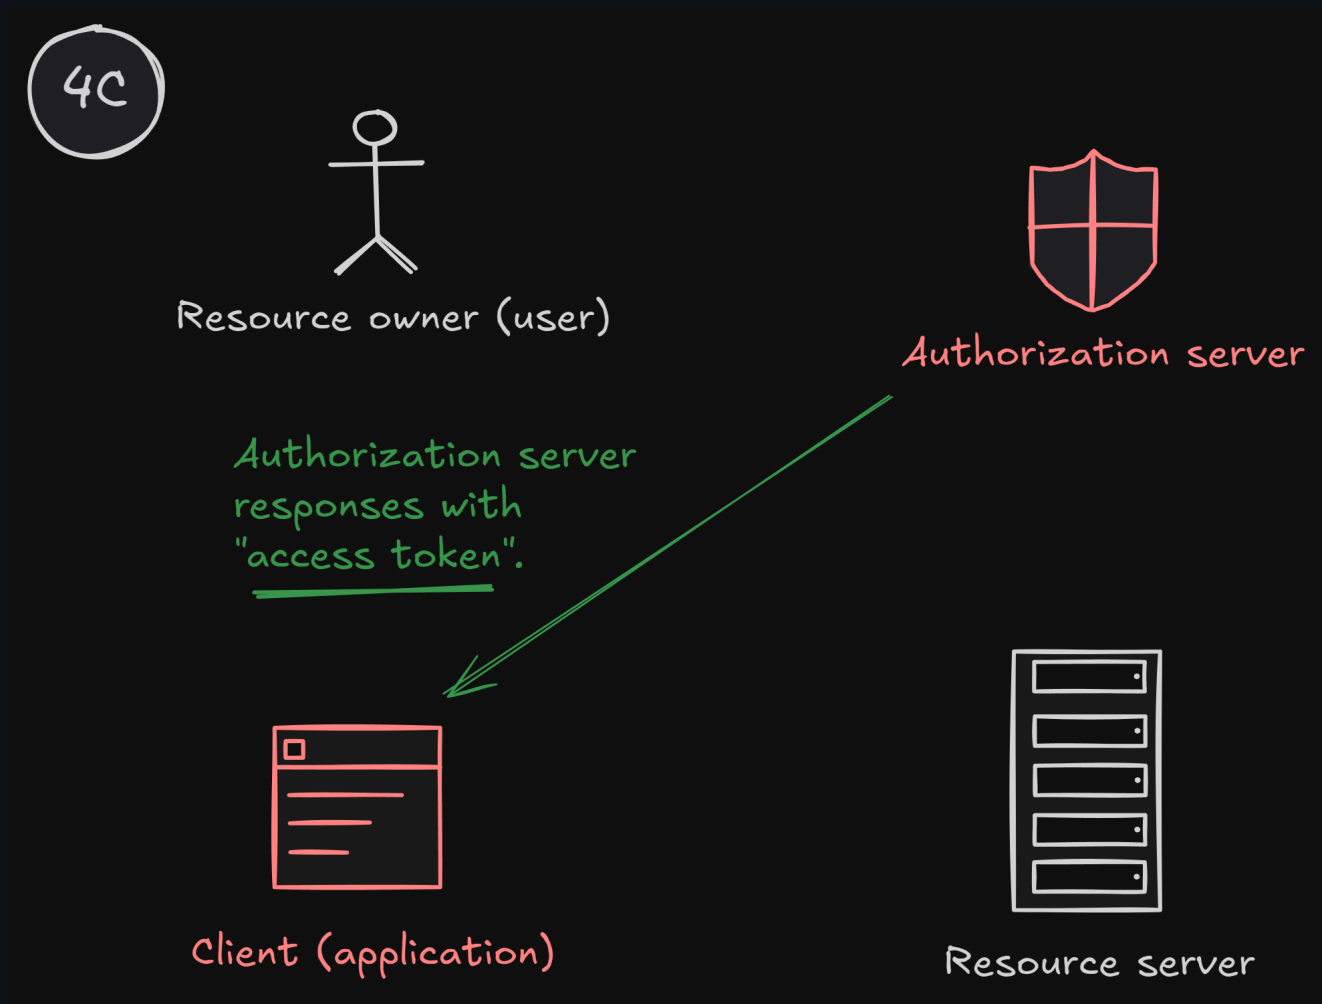 4C
Resource owner (user)
Authorization server
Authorization server
responses with
"access token".
Client (application)
Resource server